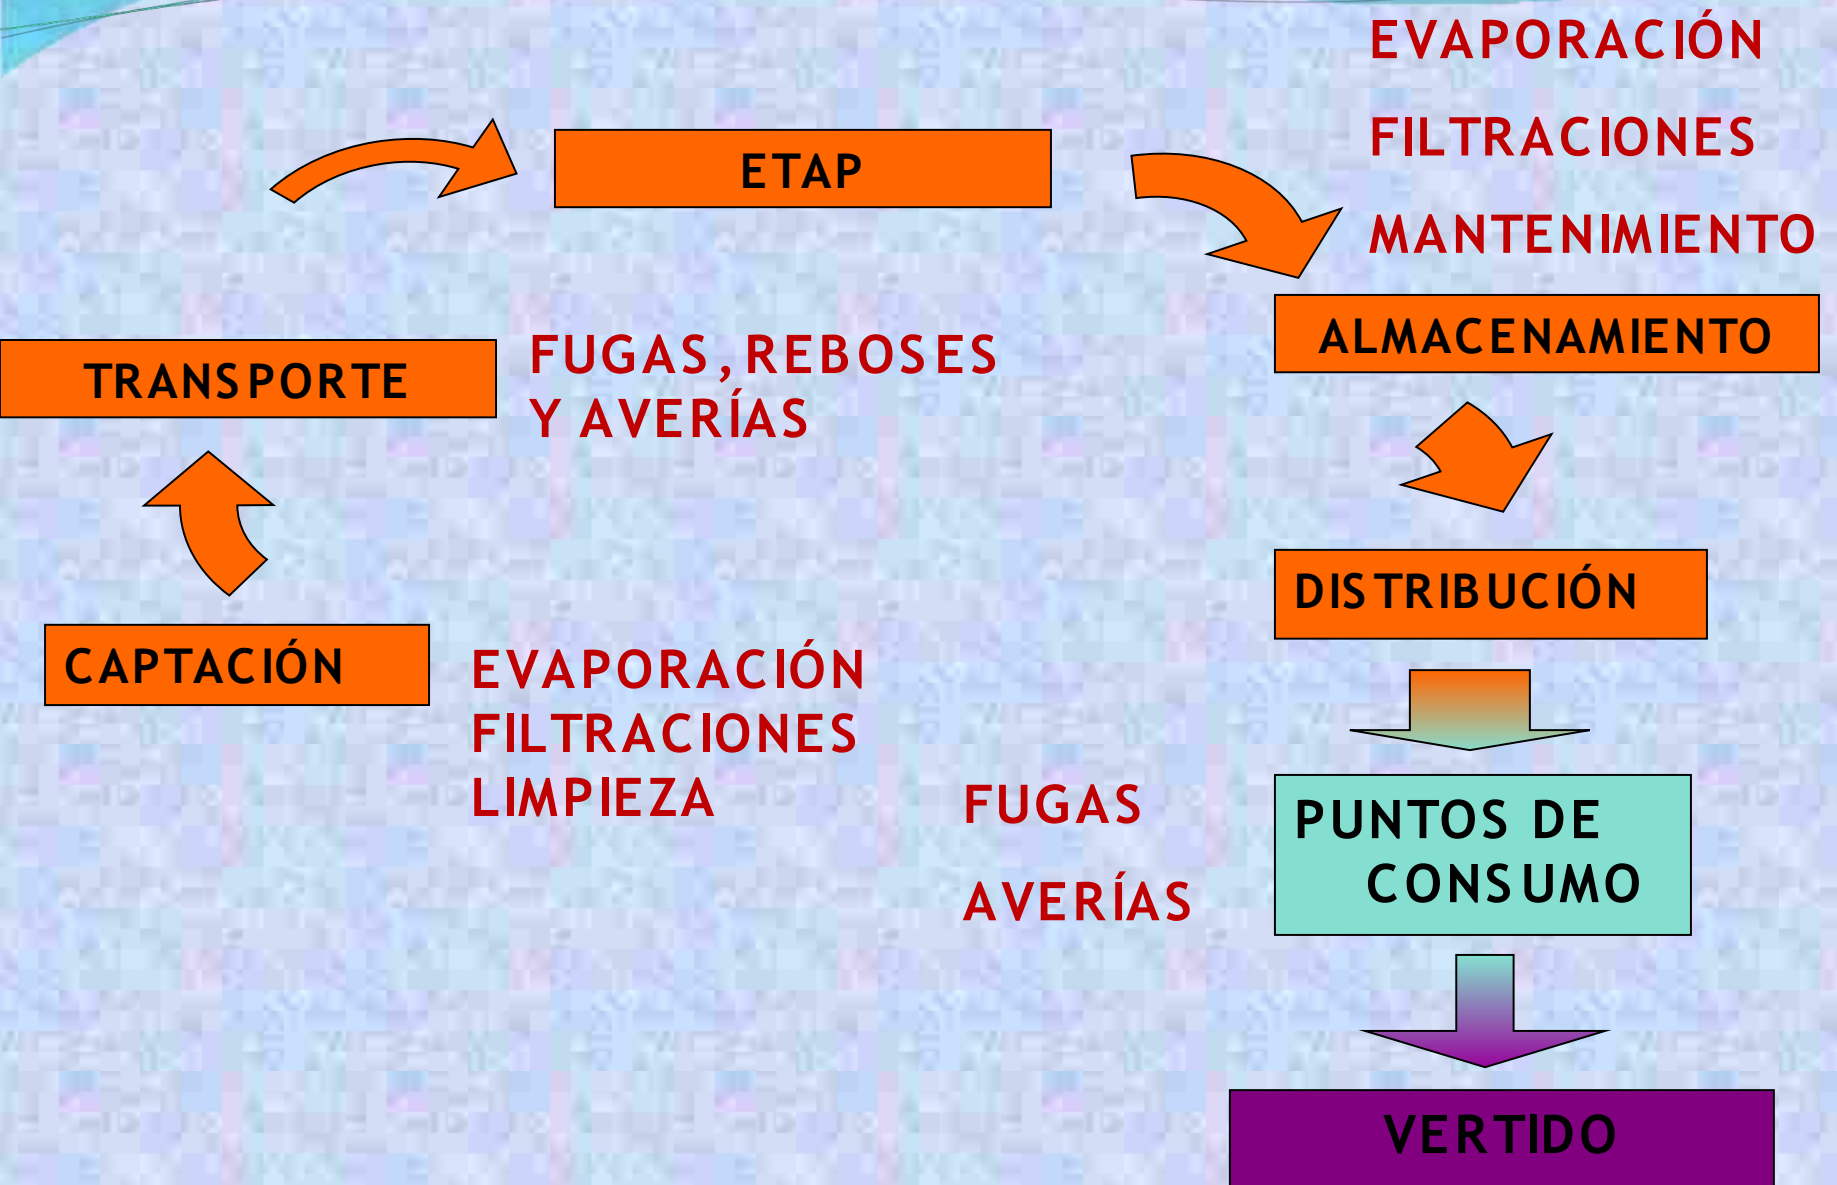 EVAPORACIÓN
FILTRACIONES
MANTENIMIENTO
ETAP
ALMACENAMIENTO
TRANSPORTE
FUGAS, REBOSES
Y AVERÍAS
DISTRIBUCIÓN
CAPTACIÓN
EVAPORACIÓN
FILTRACIONES
LIMPIEZA
FUGAS
AVERÍAS
PUNTOS DE
CONSUMO
VERTIDO